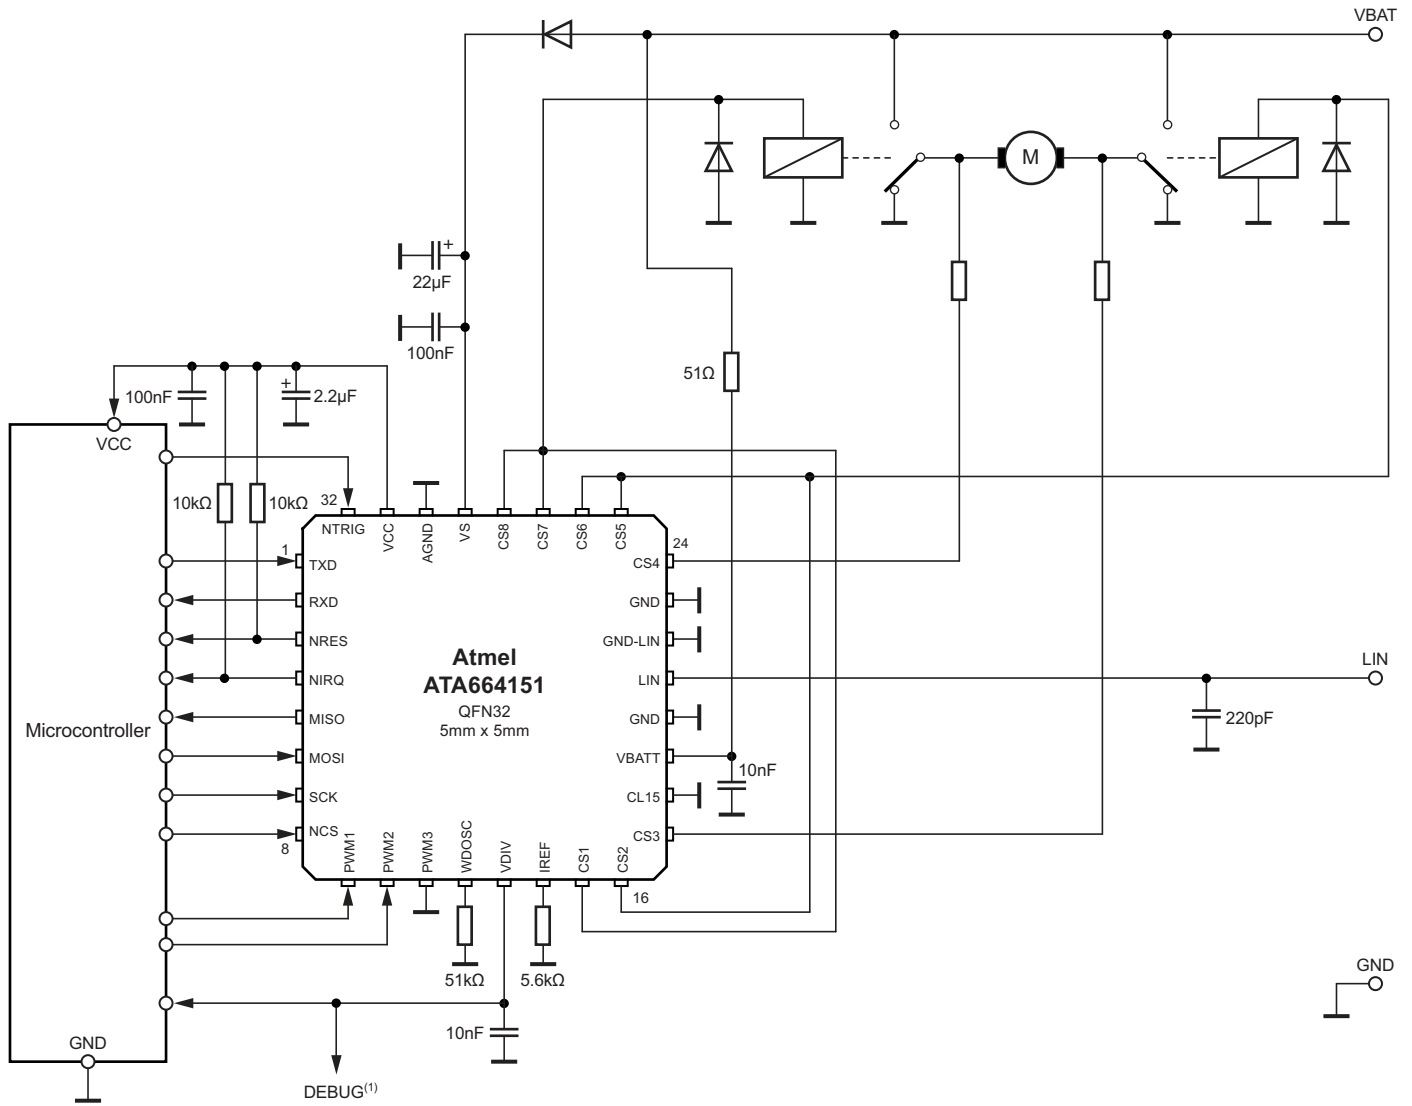 VBAT
M
22µF
100nF
51Ω
100nF
2.2µF
VCC
10kΩ
10kΩ
32
NTRIG
VCC
AGND
VS
CS8
CS7
CS6
CS5
24
1
TXD
CS4
RXD
GND
NRES
GND-LIN
Atmel
ATA664151
QFN32
5mm x 5mm
NIRQ
LIN
LIN
MISO
GND
220pF
Microcontroller
MOSI
VBATT
10nF
SCK
CL15
NCS
CS3
8
PWM1
PWM2
PWM3
WDOSC
VDIV
IREF
CS1
CS2
16
51kΩ
5.6kΩ
GND
10nF
GND
DEBUG(1)